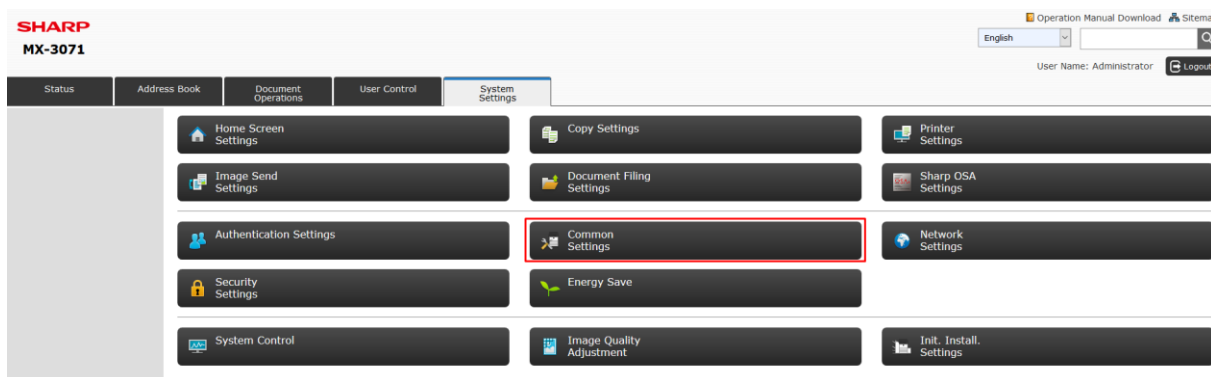 Operation Manual Download Sitema
SHARP
English
MX-3071
User Name: Administrator Logout
Status Address Book Document Operations User Control System Settings
Home Screen
Settings
Copy Settings
Printer
Settings
Image Send
Settings
Document Filing
Settings
Sharp OSA
Settings
Authentication Settings
Common
Settings
Network
Settings
Security
Settings
Energy Save
System Control
Image Quality
Adjustment
Init. Install.
Settings